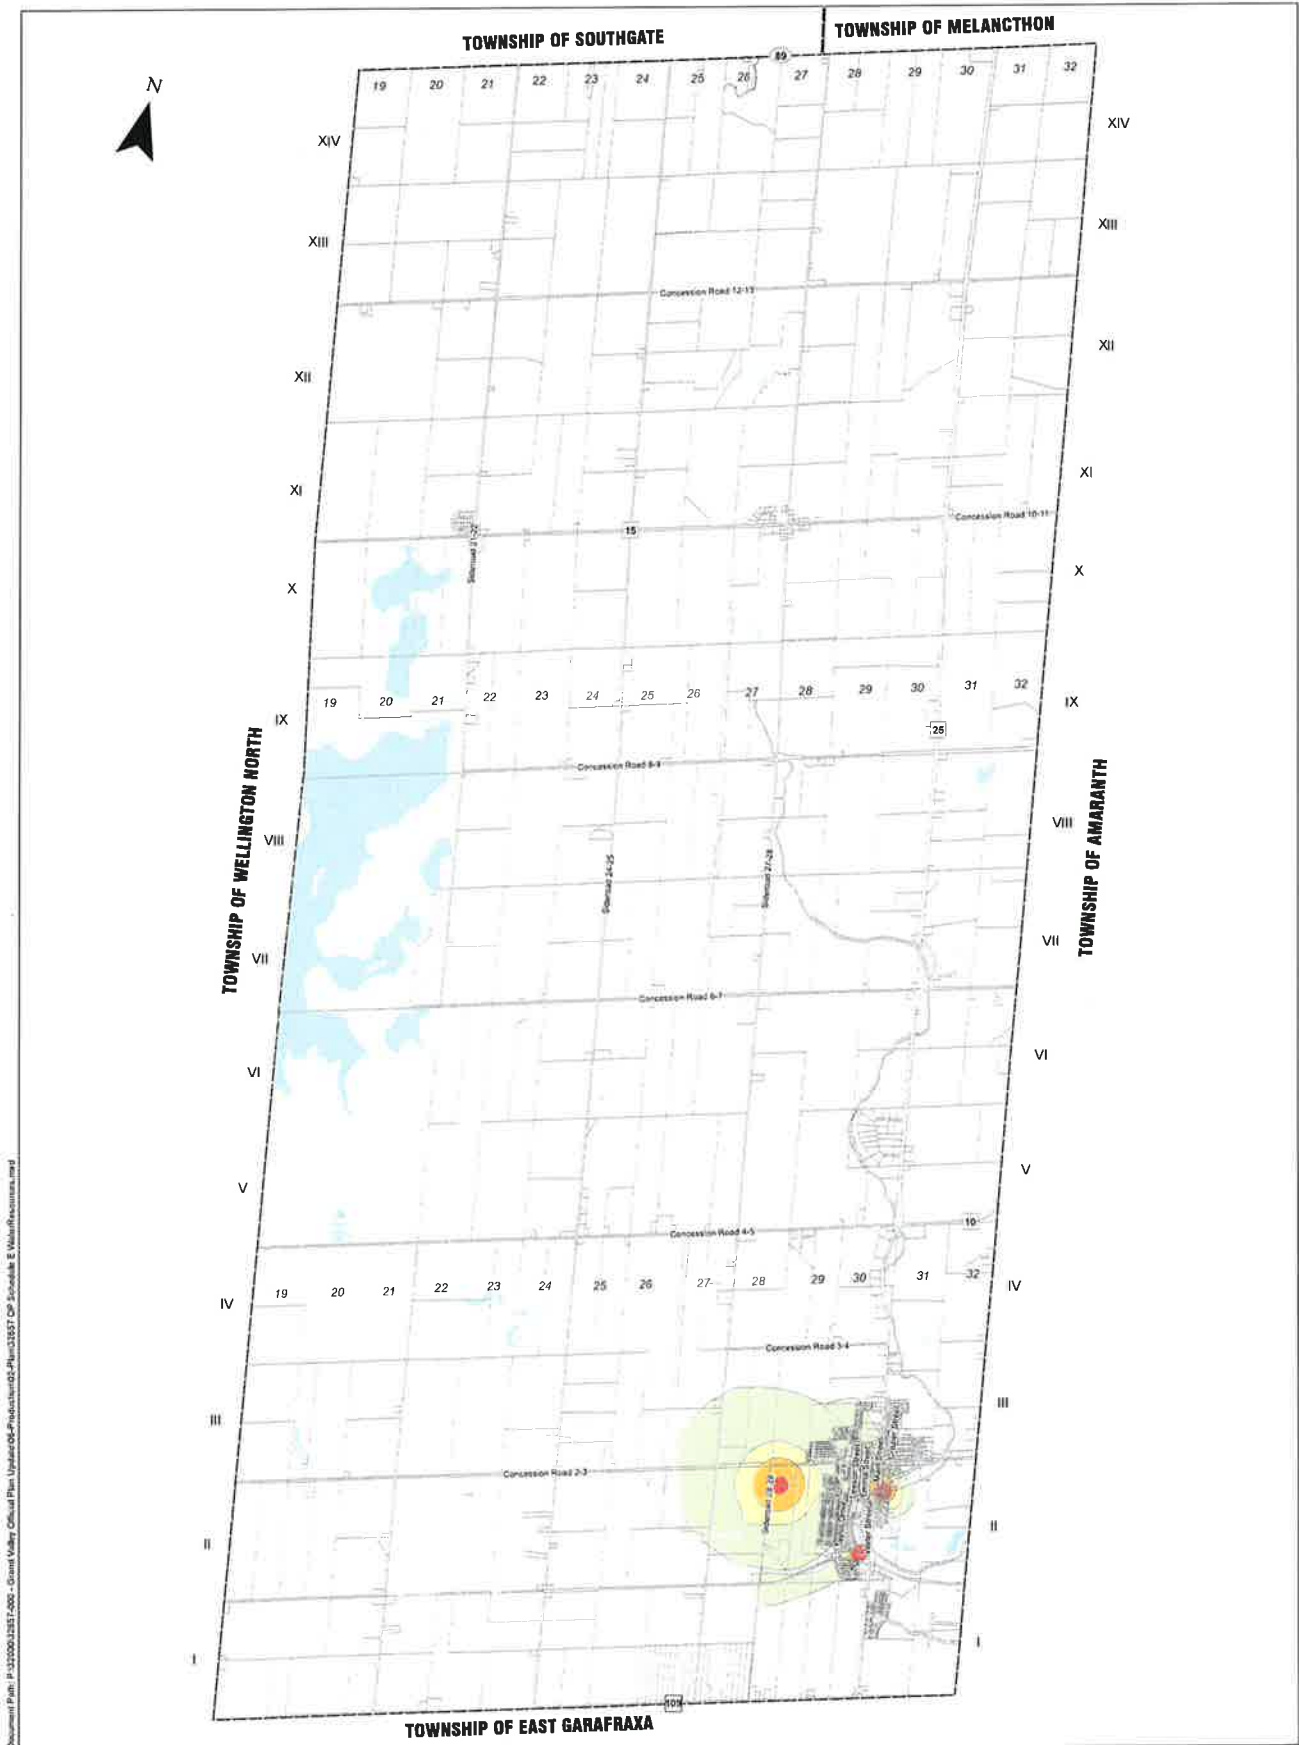 TOWNSHIP OF SOUTHGATE
TOWNSHIP OF MELANCTHON
N
89
19 20 21 22 23 24 25 26 27 28 29 30 31 32
XIV
XIV
XIII
XIII
Concession Road 12-13
XII
XII
XI
XI
Concession Road 10-11
15
Sideroad 21-22
X
X
19 20 21 22 23 24 25 26 27 28 29 30 31 32
IX
IX
25
Concession Road 8-9
TOWNSHIP OF WELLINGTON NORTH
TOWNSHIP OF AMARANTH
VIII
VIII
Sideroad 24-25
Sideroad 27-28
VII
VII
Concession Road 6-7
VI
VI
V
V
10
Concession Road 4-5
19 20 21 22 23 24 25 26 27 28 29 30 31 32
IV
IV
Concession Road 3-4
III
III
Concession Road 2-3
II
II
I
I
109
TOWNSHIP OF EAST GARAFRAXA